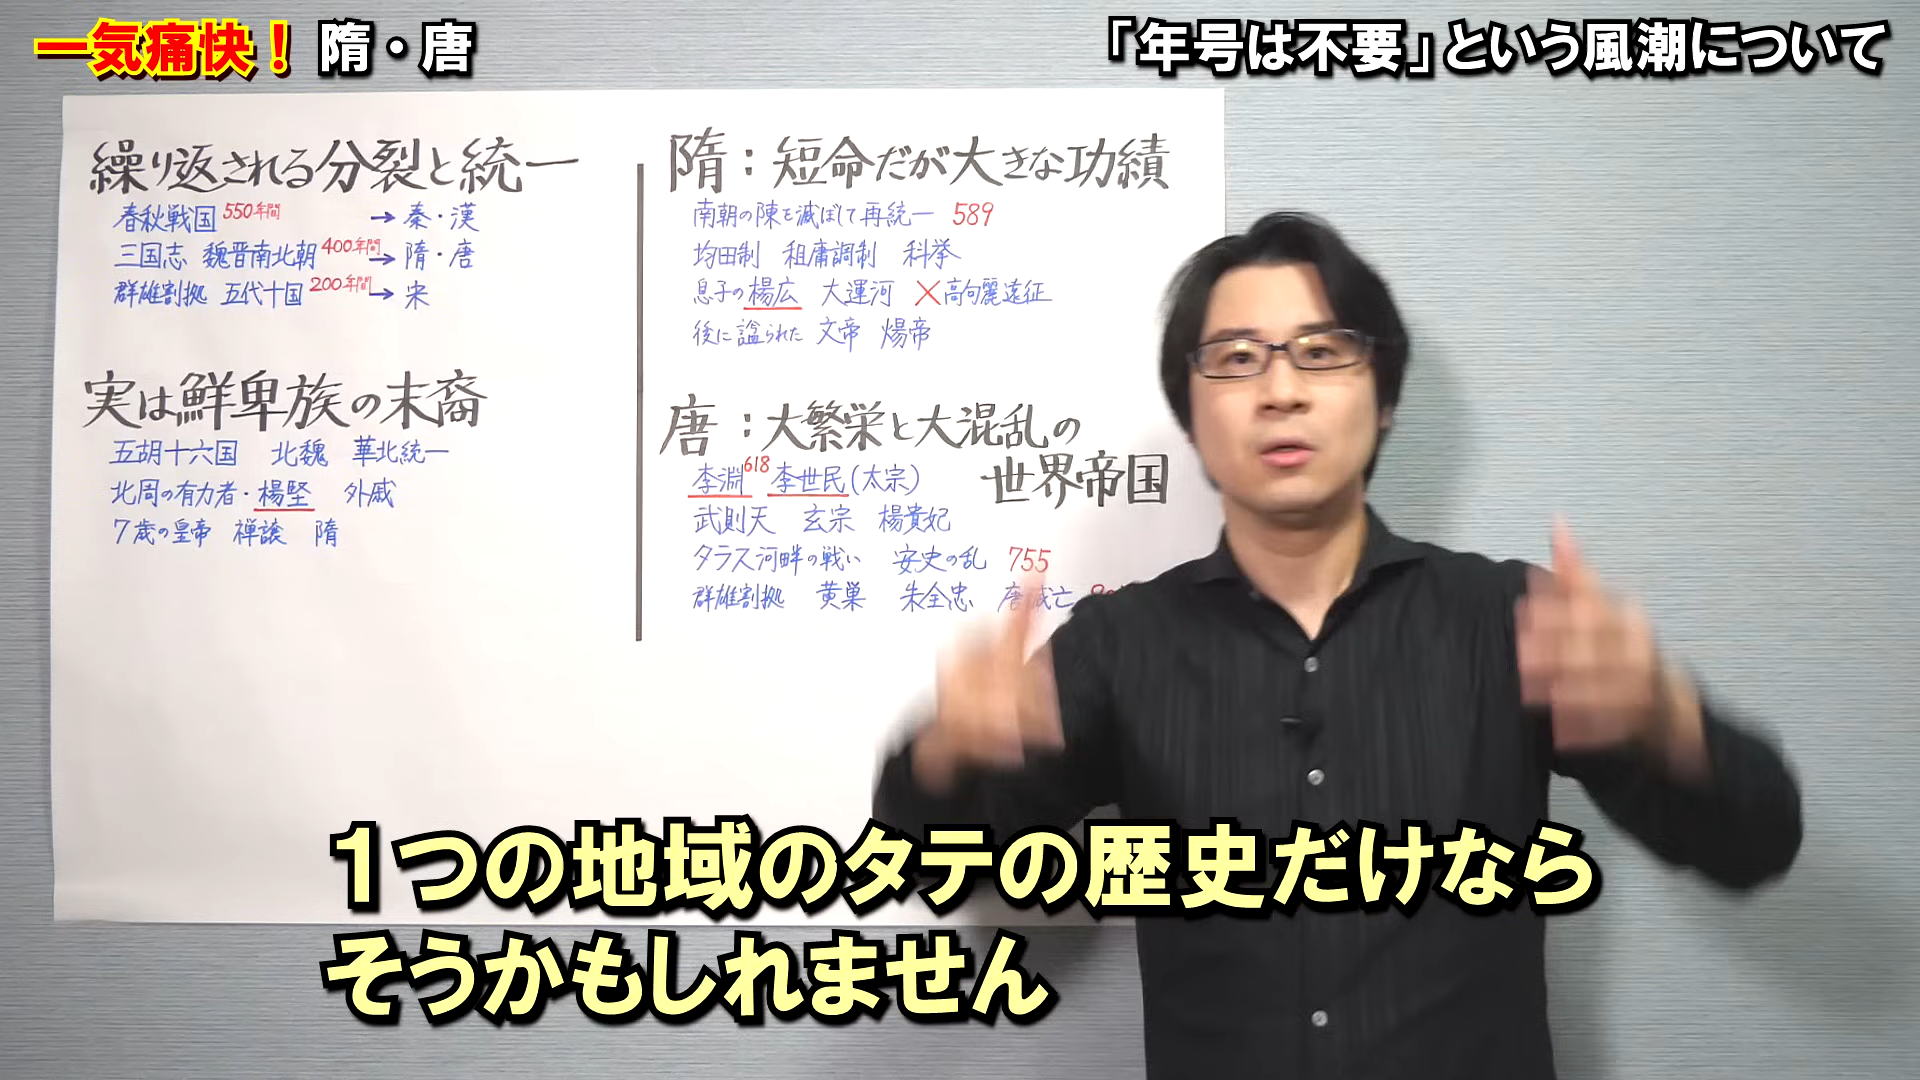 一気痛快！ 隋・唐
「年号は不要」という風潮について
繰り返される分裂と統一
春秋戦国 550年間 → 秦・漢
三国志 魏晋南北朝 400年間 → 隋・唐
群雄割拠 五代十国 200年間 → 宋
実は鮮卑族の末裔
五胡十六国 北魏 華北統一
北周の有力者・楊堅 外戚
7歳の皇帝 禅譲 隋
隋：短命だが大きな功績
南朝の陳を滅ぼして再統一 589
均田制 租庸調制 科挙
息子の楊広 大運河 ×高句麗遠征
後に諡られた 文帝 煬帝
唐：大繁栄と大混乱の
世界帝国
李淵 618 李世民(太宗)
武則天 玄宗 楊貴妃
タラス河畔の戦い 安史の乱 755
群雄割拠 黄巣 朱全忠 唐滅亡
１つの地域のタテの歴史だけなら
そうかもしれません